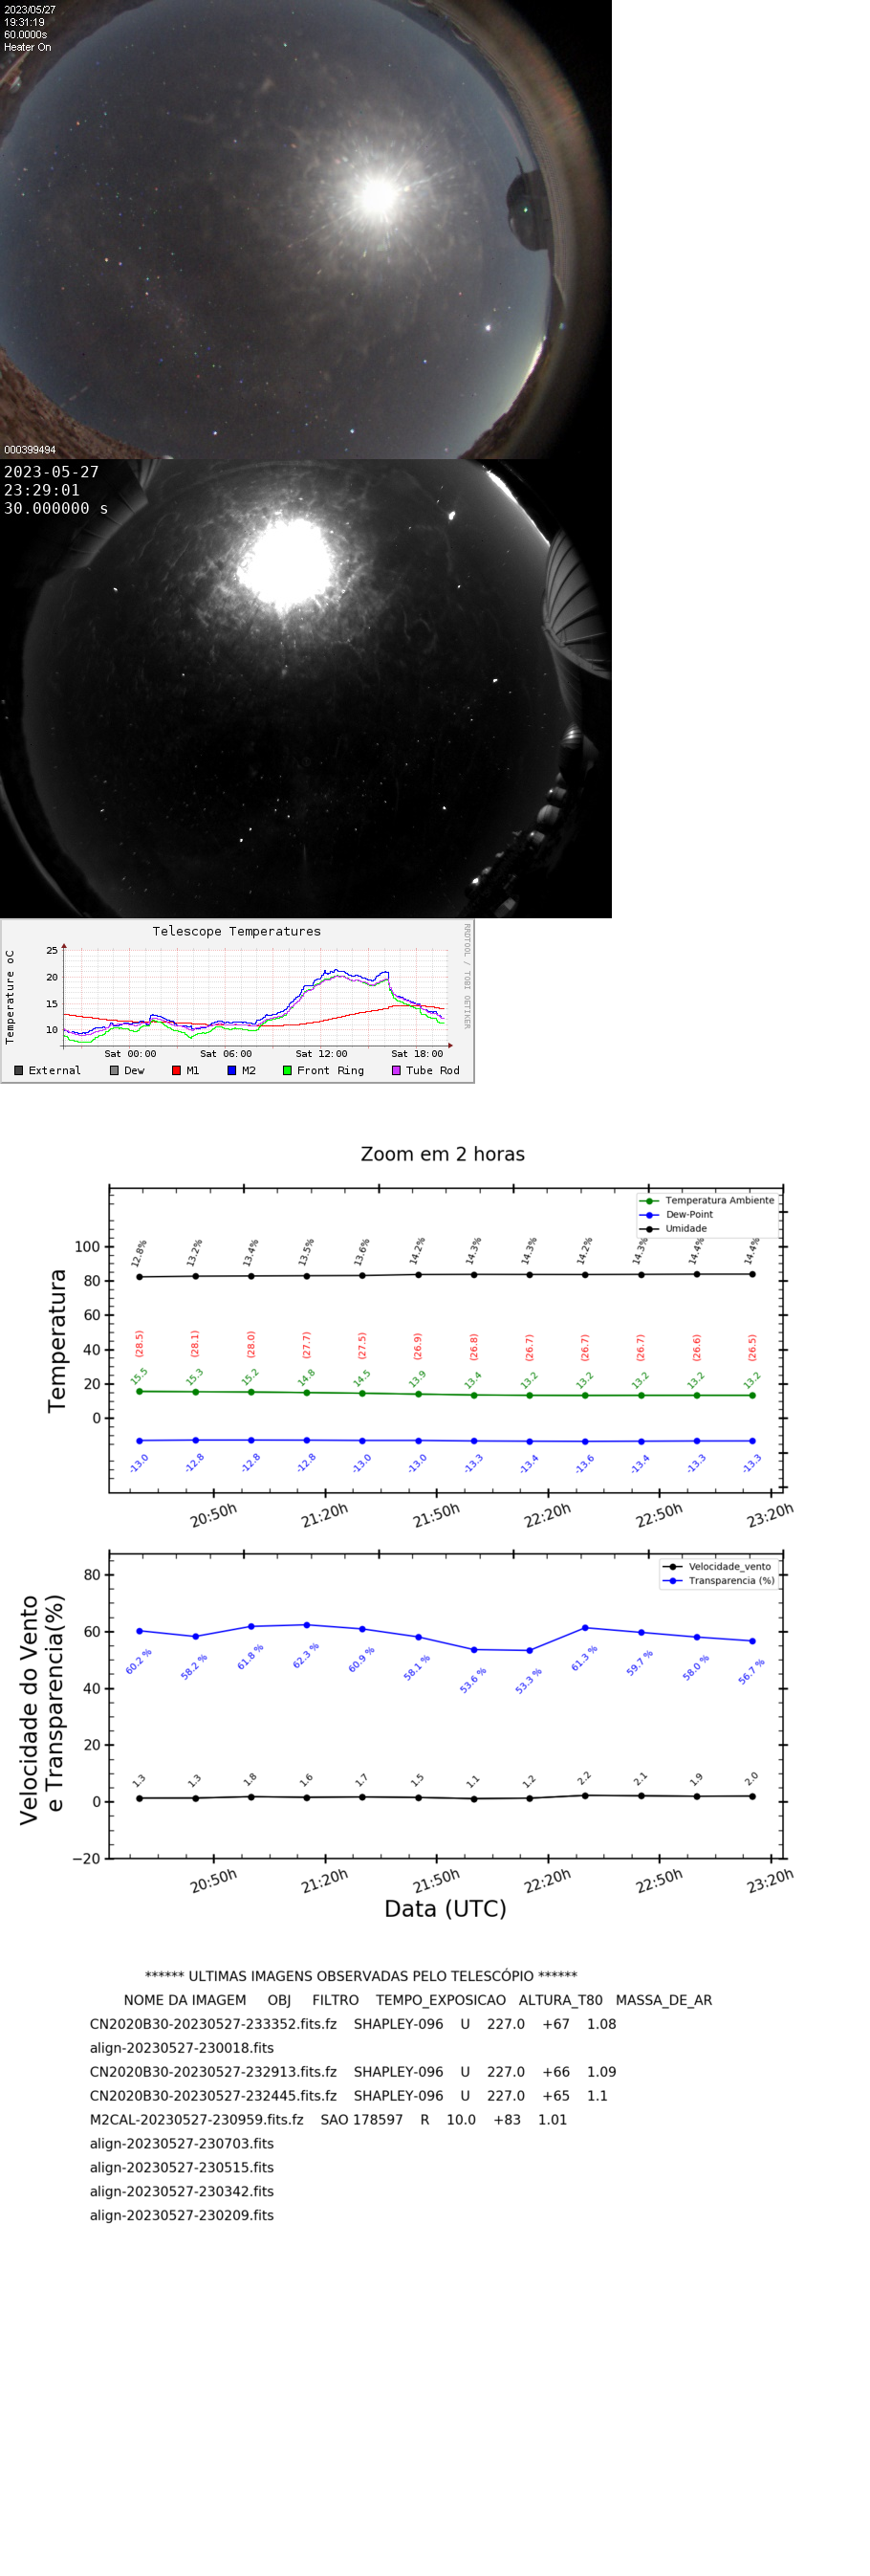 2023/05/27
19:31:19
60.0000s
Heater On
000399494
2023-05-27
23:29:01
30.000000 s
Telescope Temperatures
RRDTOOL / TOBI OETIKER
Temperature oC
25
20
15
10
Sat 00:00 Sat 06:00 Sat 12:00 Sat 18:00
External Dew M1 M2 Front Ring Tube Rod
Zoom em 2 horas
Temperatura Ambiente
Dew-Point
Umidade
Temperatura
100
80
60
40
20
0
12.8% 13.2% 13.4% 13.5% 13.6% 14.2% 14.3% 14.3% 14.2% 14.3% 14.4% 14.4%
(28.5) (28.1) (28.0) (27.7) (27.5) (26.9) (26.8) (26.7) (26.7) (26.7) (26.6) (26.5)
15.5 15.3 15.2 14.8 14.5 13.9 13.4 13.2 13.2 13.2 13.2 13.2
-13.0 -12.8 -12.8 -12.8 -13.0 -13.0 -13.3 -13.4 -13.6 -13.4 -13.3 -13.3
20:50h 21:20h 21:50h 22:20h 22:50h 23:20h
Velocidade_vento
Transparencia (%)
Velocidade do Vento
e Transparencia(%)
80
60
40
20
0
−20
60.2 % 58.2 % 61.8 % 62.3 % 60.9 % 58.1 % 53.6 % 53.3 % 61.3 % 59.7 % 58.0 % 56.7 %
1.3 1.3 1.8 1.6 1.7 1.5 1.1 1.2 2.2 2.1 1.9 2.0
20:50h 21:20h 21:50h 22:20h 22:50h 23:20h
Data (UTC)
****** ULTIMAS IMAGENS OBSERVADAS PELO TELESCÓPIO ******
NOME DA IMAGEM OBJ FILTRO TEMPO_EXPOSICAO ALTURA_T80 MASSA_DE_AR
CN2020B30-20230527-233352.fits.fz SHAPLEY-096 U 227.0 +67 1.08
align-20230527-230018.fits
CN2020B30-20230527-232913.fits.fz SHAPLEY-096 U 227.0 +66 1.09
CN2020B30-20230527-232445.fits.fz SHAPLEY-096 U 227.0 +65 1.1
M2CAL-20230527-230959.fits.fz SAO 178597 R 10.0 +83 1.01
align-20230527-230703.fits
align-20230527-230515.fits
align-20230527-230342.fits
align-20230527-230209.fits